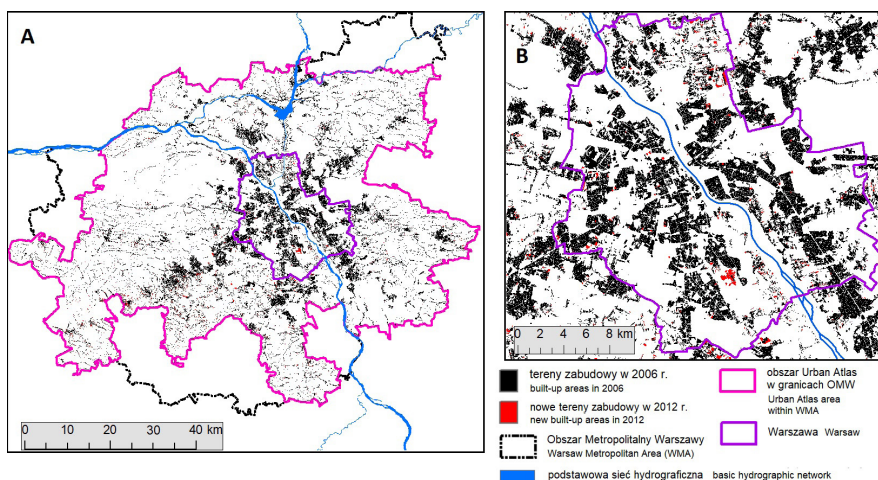 A
B
0 10 20 30 40 km
0 2 4 6 8 km
tereny zabudowy w 2006 r.
built-up areas in 2006
nowe tereny zabudowy w 2012 r.
new built-up areas in 2012
Obszar Metropolitalny Warszawy
Warsaw Metropolitan Area (WMA)
podstawowa sieć hydrograficzna basic hydrographic network
obszar Urban Atlas
w granicach OMW
Urban Atlas area
within WMA
Warszawa Warsaw